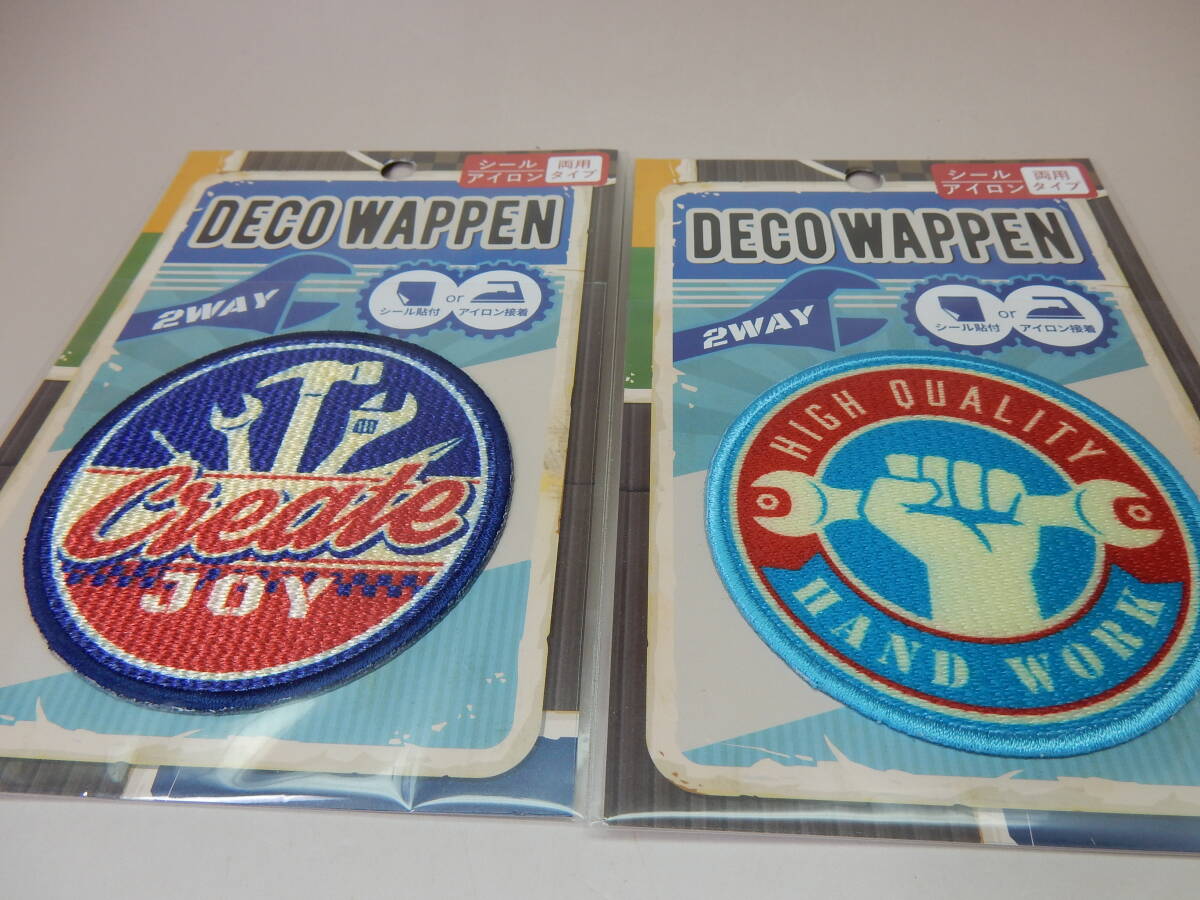 シール
アイロン
両用
タイプ
DECO WAPPEN
2WAY
シール貼付
or
アイロン接着
Create
JOY
シール
アイロン
両用
タイプ
DECO WAPPEN
2WAY
シール貼付
or
アイロン接着
HIGH QUALITY
HAND WORK